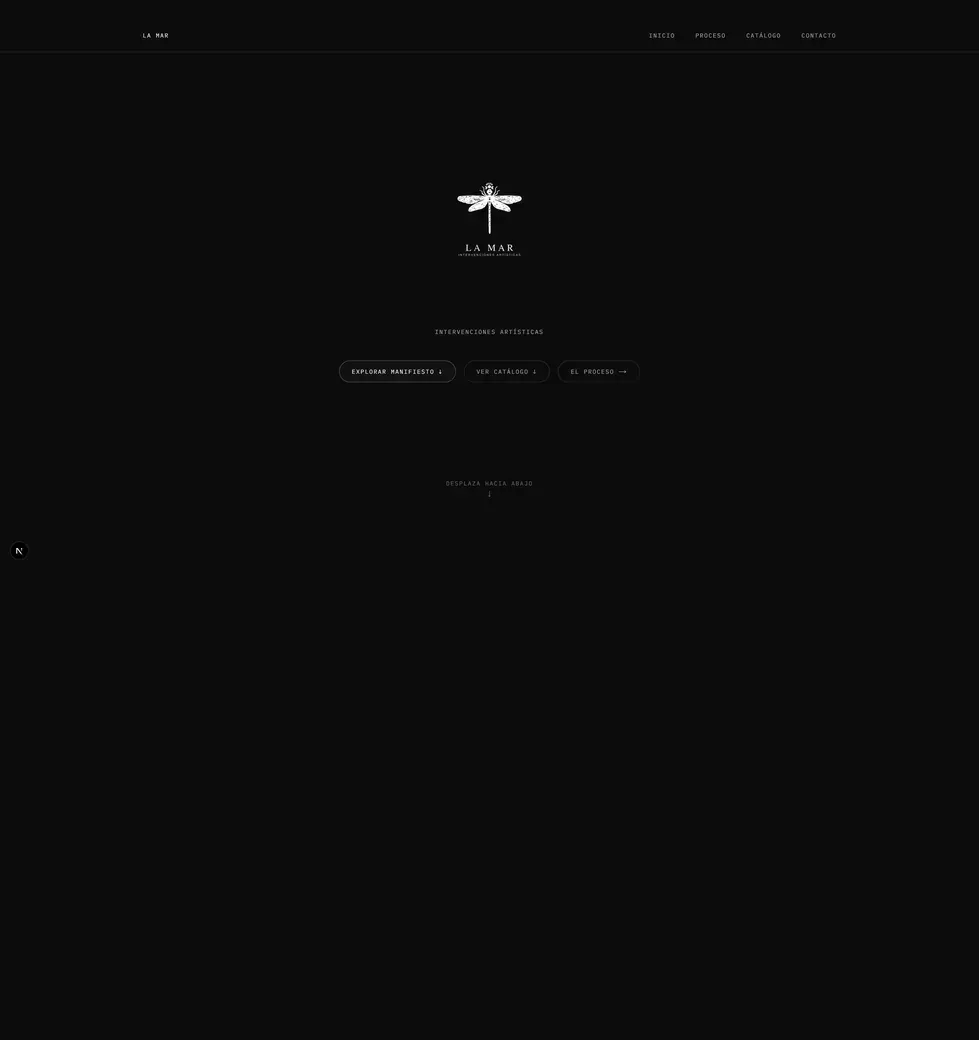 LA MAR
INICIO PROCESO CATÁLOGO CONTACTO
LA MAR
INTERVENCIONES ARTÍSTICAS
INTERVENCIONES ARTÍSTICAS
EXPLORAR MANIFIESTO ↓ VER CATÁLOGO ↓ EL PROCESO ⟶
DESPLAZA HACIA ABAJO
↓
N